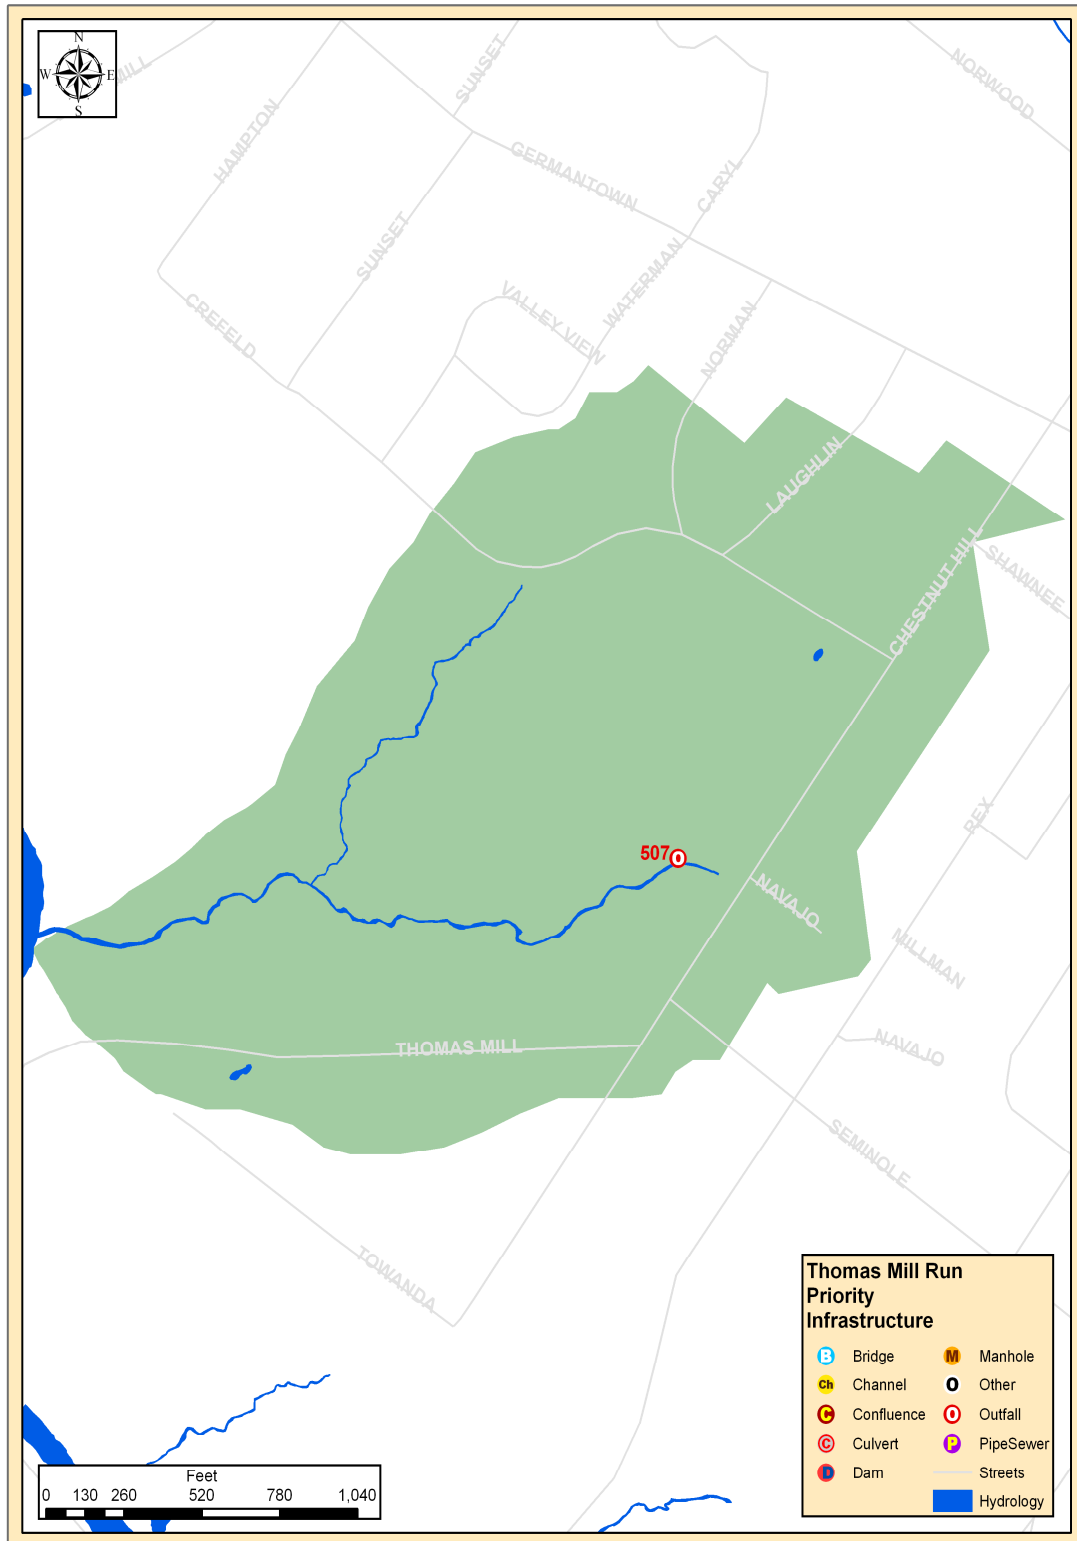 N
W E
S
MILL
HAMPTON
SUNSET
NORWOOD
GERMANTOWN
CARYL
SUNSET
WATERMAN
VALLEY VIEW
CREFELD
NORMAN
LAUGHLIN
CHESTNUT HILL
SHAWNEE
REX
507 O
NAVAJO
MILLMAN
NAVAJO
THOMAS MILL
SEMINOLE
TOWANDA
Thomas Mill Run
Priority
Infrastructure
B Bridge M Manhole
Ch Channel O Other
C Confluence O Outfall
C Culvert P PipeSewer
D Dam Streets
Hydrology
Feet
0 130 260 520 780 1,040